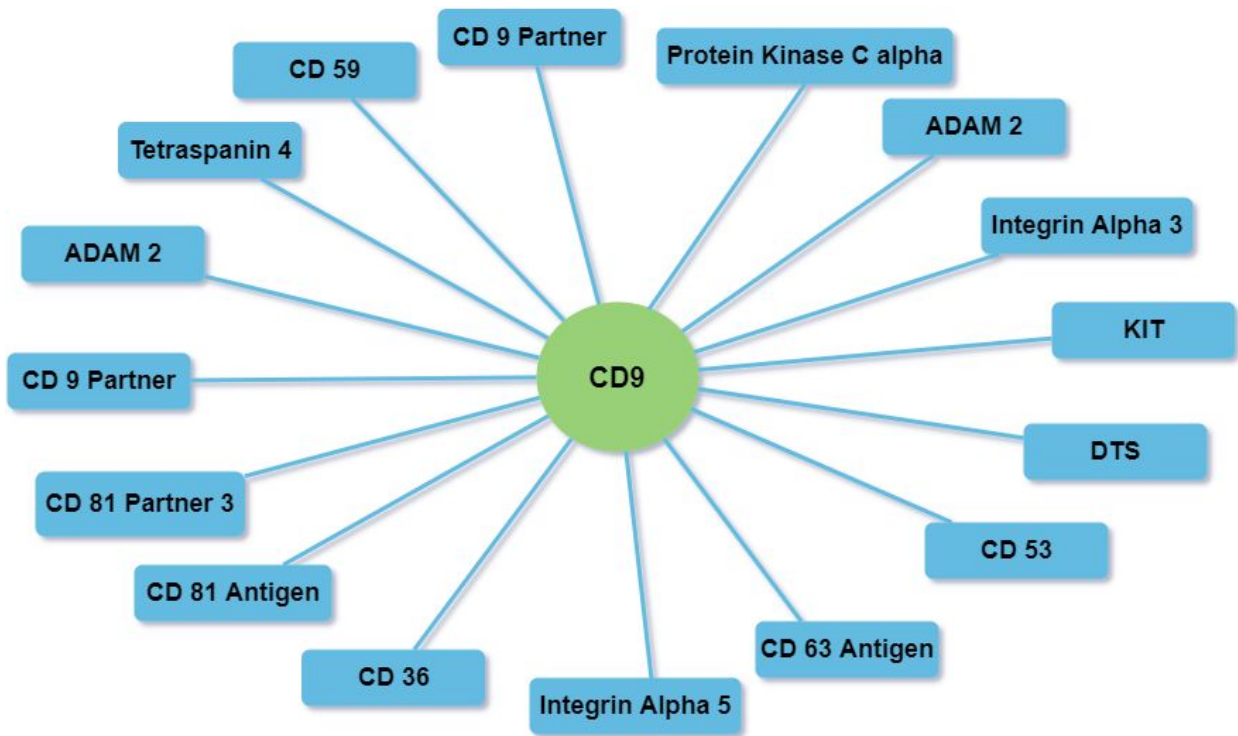 CD 9 Partner
Protein Kinase C alpha
CD 59
ADAM 2
Tetraspanin 4
Integrin Alpha 3
ADAM 2
KIT
CD9
CD 9 Partner
DTS
CD 81 Partner 3
CD 53
CD 81 Antigen
CD 63 Antigen
CD 36
Integrin Alpha 5